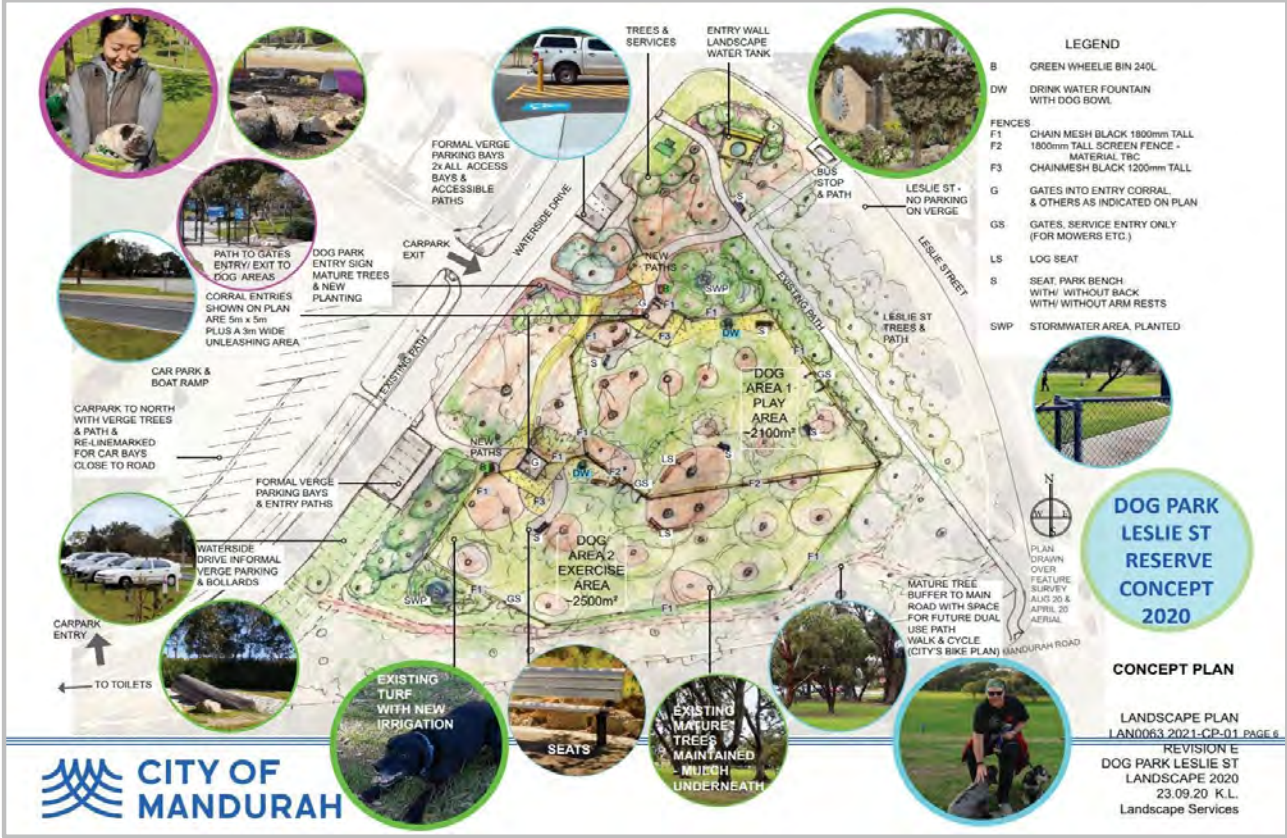 TREES &
SERVICES
ENTRY WALL
LANDSCAPE
WATER TANK
LEGEND
B GREEN WHEELIE BIN 240L
DW DRINK WATER FOUNTAIN
WITH DOG BOWL
FENCES
F1 CHAIN MESH BLACK 1800mm TALL
F2 1800mm TALL SCREEN FENCE -
MATERIAL TBC
F3 CHAINMESH BLACK 1200mm TALL
G GATES INTO ENTRY CORRAL,
& OTHERS AS INDICATED ON PLAN
GS GATES, SERVICE ENTRY ONLY
(FOR MOWERS ETC.)
LS LOG SEAT
S SEAT, PARK BENCH
WITH/ WITHOUT BACK
WITH/ WITHOUT ARM RESTS
SWP STORMWATER AREA, PLANTED
FORMAL VERGE
PARKING BAYS
2x ALL ACCESS
BAYS &
ACCESSIBLE
PATHS
WATERSIDE DRIVE
BUS
STOP
& PATH
LESLIE ST -
NO PARKING
ON VERGE
LESLIE STREET
S
PATH TO GATES
ENTRY/ EXIT TO
DOG AREAS
DOG PARK
ENTRY SIGN
MATURE TREES
& NEW
PLANTING
CARPARK
EXIT
NEW
PATHS
SWP
EXISTING PATH
CORRAL ENTRIES
SHOWN ON PLAN
ARE 5m x 5m
PLUS A 3m WIDE
UNLEASHING AREA
G
F1
F1
F3
DW
S
S
F1
LESLIE ST
TREES &
PATH
CAR PARK &
BOAT RAMP
EXISTING PATH
GS
DOG
AREA 1
PLAY
AREA
~2100m²
S
CARPARK TO NORTH
WITH VERGE TREES
& PATH &
RE-LINEMARKED
FOR CAR BAYS
CLOSE TO ROAD
NEW
PATHS
B
G
F1
F1
DW
F2
GS
LS
S
F2
F1
F3
FORMAL VERGE
PARKING BAYS
& ENTRY PATHS
S
LS
DOG
AREA 2
EXERCISE
AREA
~2500m²
F1
WATERSIDE
DRIVE INFORMAL
VERGE PARKING
& BOLLARDS
SWP
F1
GS
F1
N
W E
S
PLAN
DRAWN
OVER
FEATURE
SURVEY
AUG 20 &
APRIL 20
AERIAL
MATURE TREE
BUFFER TO MAIN
ROAD WITH SPACE
FOR FUTURE DUAL
USE PATH
WALK & CYCLE
(CITY'S BIKE PLAN)
MANDURAH ROAD
DOG PARK
LESLIE ST
RESERVE
CONCEPT
2020
CARPARK
ENTRY
TO TOILETS
EXISTING
TURF
WITH NEW
IRRIGATION
SEATS
EXISTING
MATURE
TREES
MAINTAINED
- MULCH
UNDERNEATH
CONCEPT PLAN
LANDSCAPE PLAN
LAN0063 2021-CP-01 PAGE 6
REVISION E
DOG PARK LESLIE ST
LANDSCAPE 2020
23.09.20 K.L.
Landscape Services
CITY OF
MANDURAH